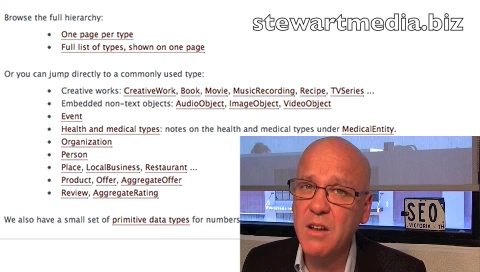 stewartmedia.biz
Browse the full hierarchy:
• One page per type
• Full list of types, shown on one page
Or you can jump directly to a commonly used type:
• Creative works: CreativeWork, Book, Movie, MusicRecording, Recipe, TVSeries ...
• Embedded non-text objects: AudioObject, ImageObject, VideoObject
• Event
• Health and medical types: notes on the health and medical types under MedicalEntity.
• Organization
• Person
• Place, LocalBusiness, Restaurant ...
• Product, Offer, AggregateOffer
• Review, AggregateRating
We also have a small set of primitive data types for numbers
SEO
VICTORIA - TH